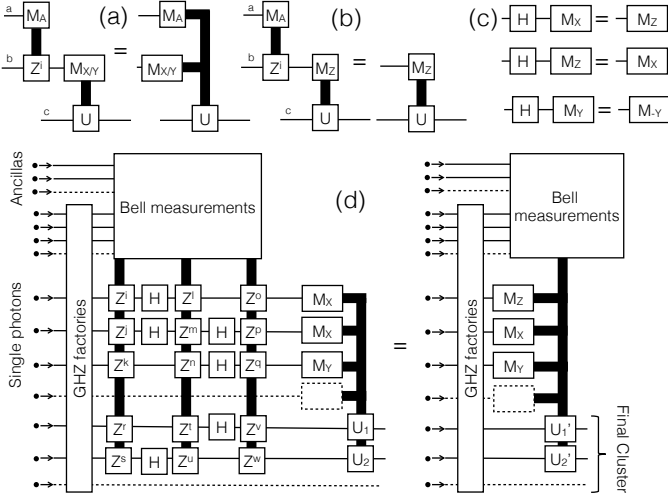 a M_A (a) M_A
b Z^i M_X/Y = M_X/Y
c U U
a M_A (b)
b Z^i M_Z = M_Z
c U U
(c)
H M_X = M_Z
H M_Z = M_X
H M_Y = M_-Y
Ancillas
Bell measurements
(d)
Bell
measurements
Single photons
GHZ factories
Z^i H Z^l Z^o M_X
Z^j H Z^m H Z^p M_X
Z^k Z^n H Z^q M_Y
Z^r Z^t H Z^v U_1
Z^s H Z^u Z^w U_2
=
GHZ factories
M_Z
M_X
M_Y
U_1'
U_2'
Final Cluster